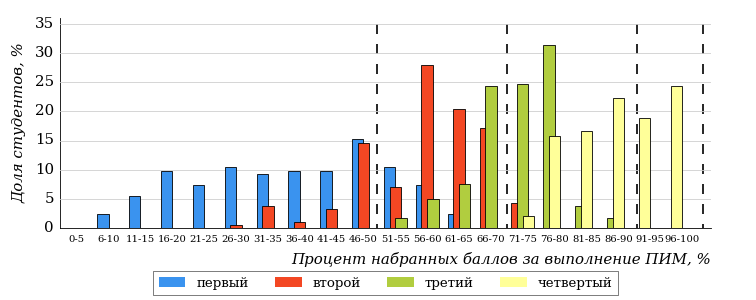 Доля студентов, %
35
30
25
20
15
10
5
0
0-5 6-10 11-15 16-20 21-25 26-30 31-35 36-40 41-45 46-50 51-55 56-60 61-65 66-70 71-75 76-80 81-85 86-90 91-95 96-100
Процент набранных баллов за выполнение ПИМ, %
первый второй третий четвертый